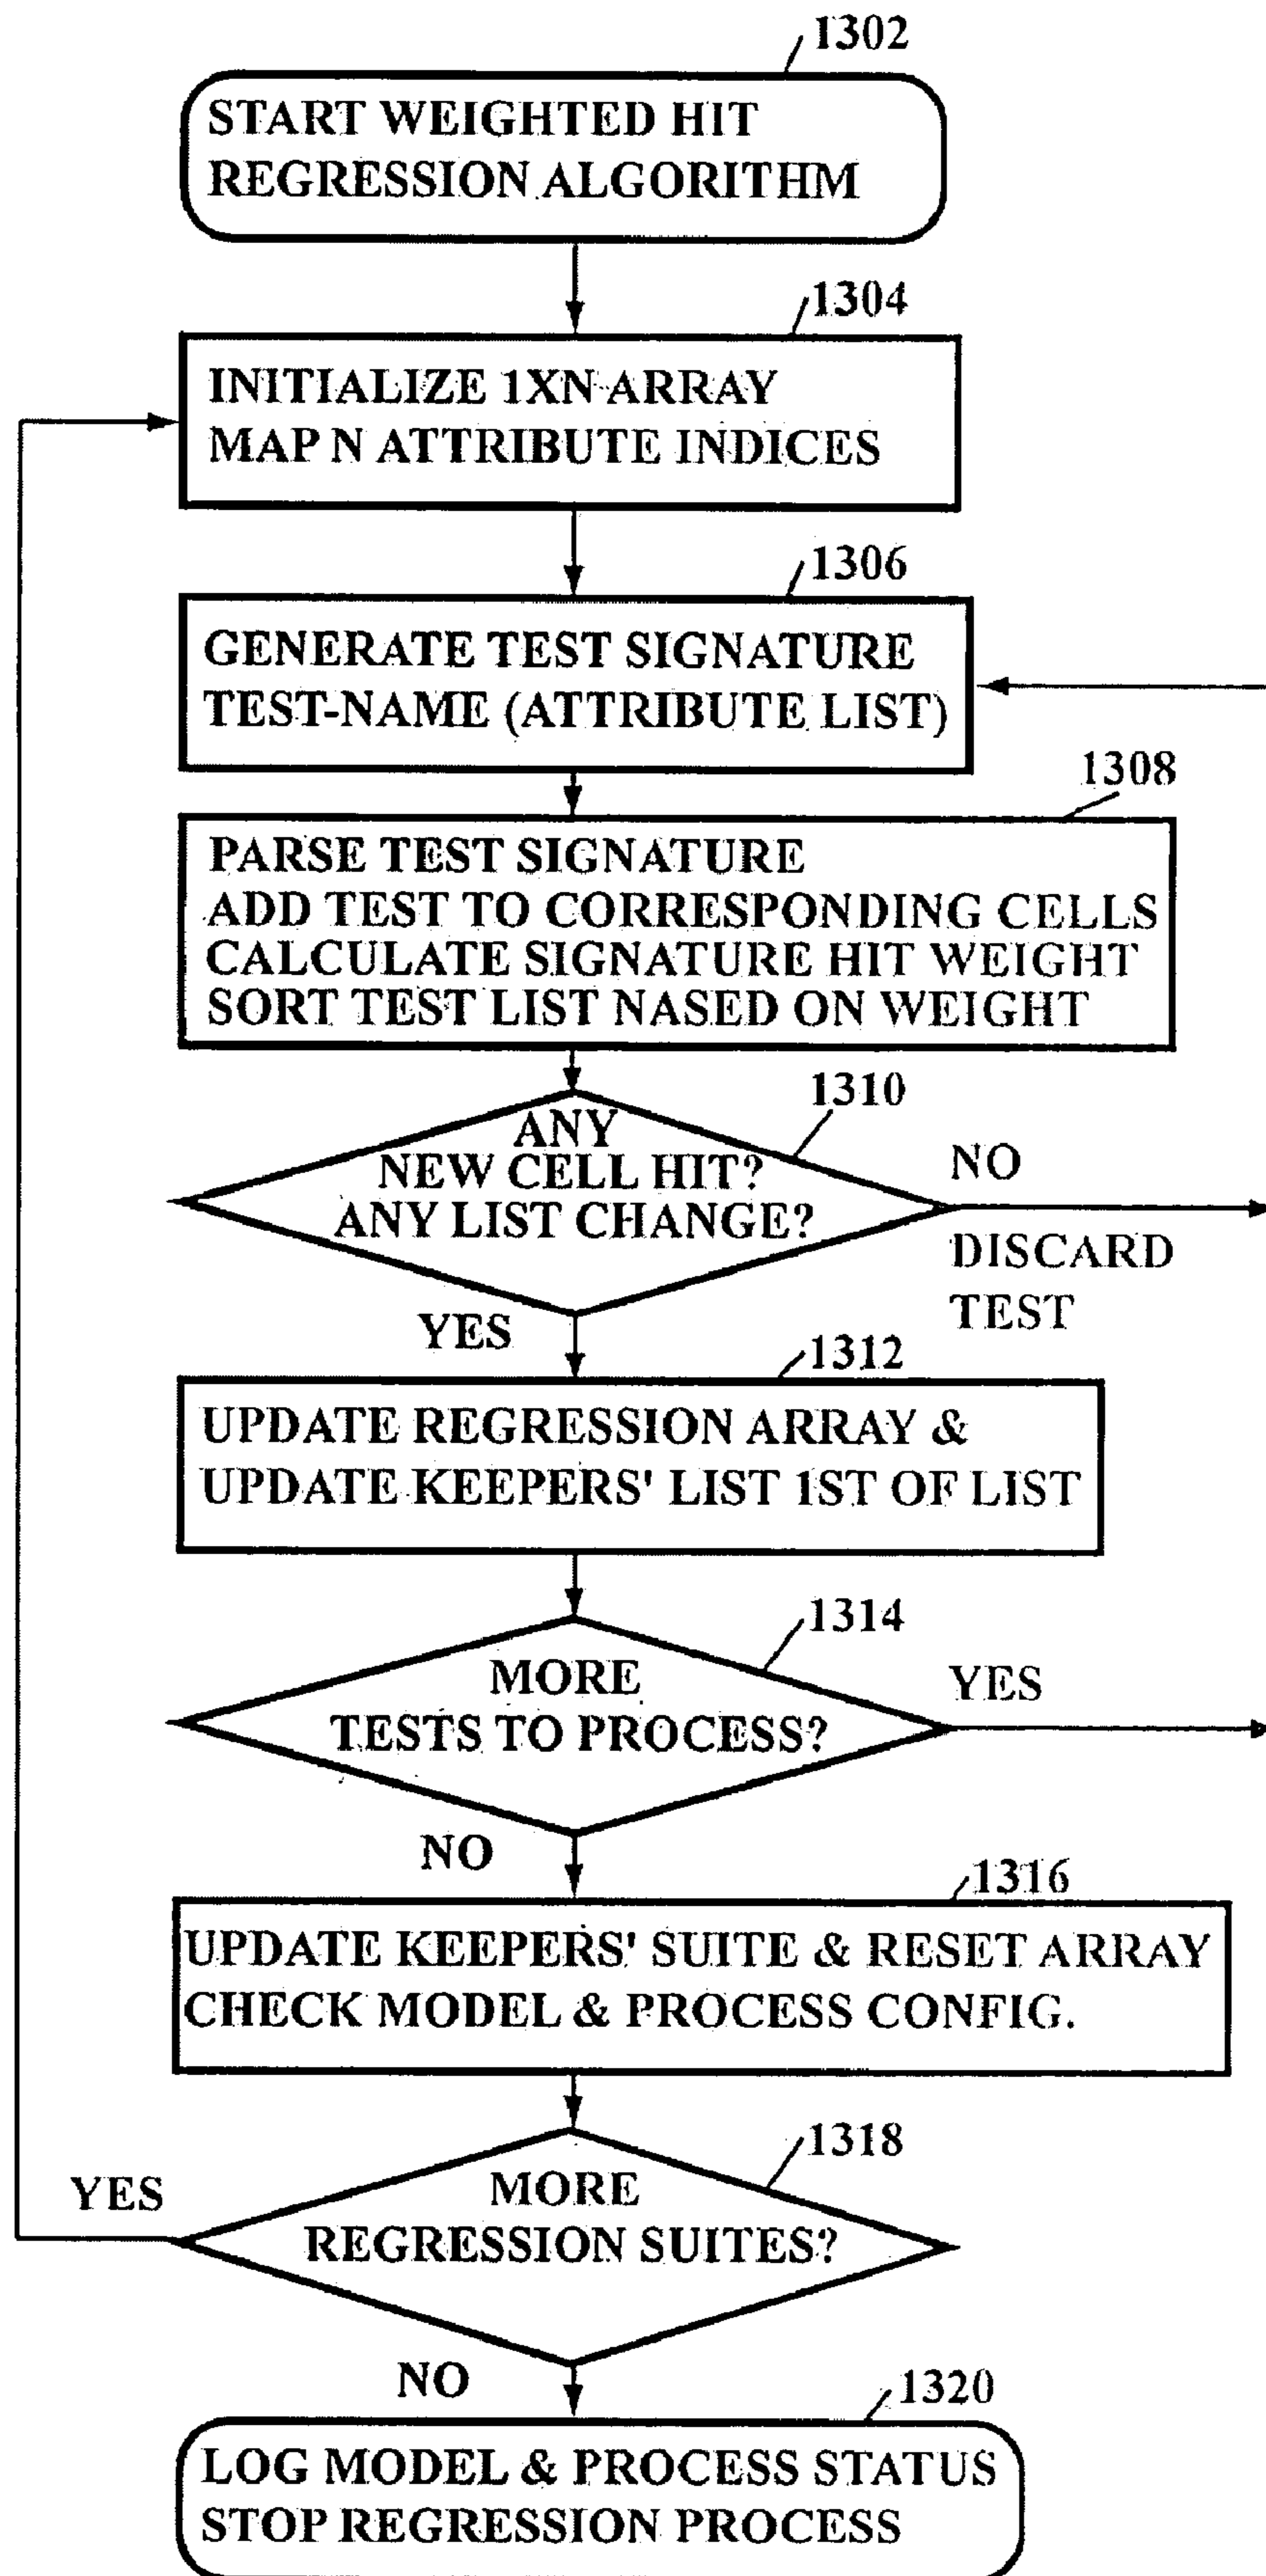 1302
START WEIGHTED HIT
REGRESSION ALGORITHM
1304
INITIALIZE 1XN ARRAY
MAP N ATTRIBUTE INDICES
1306
GENERATE TEST SIGNATURE
TEST-NAME (ATTRIBUTE LIST)
1308
PARSE TEST SIGNATURE
ADD TEST TO CORRESPONDING CELLS
CALCULATE SIGNATURE HIT WEIGHT
SORT TEST LIST NASED ON WEIGHT
1310
ANY
NEW CELL HIT?
ANY LIST CHANGE?
NO
DISCARD
TEST
YES
1312
UPDATE REGRESSION ARRAY &
UPDATE KEEPERS' LIST 1ST OF LIST
1314
MORE
TESTS TO PROCESS?
YES
NO
1316
UPDATE KEEPERS' SUITE & RESET ARRAY
CHECK MODEL & PROCESS CONFIG.
1318
MORE
REGRESSION SUITES?
YES
NO
1320
LOG MODEL & PROCESS STATUS
STOP REGRESSION PROCESS